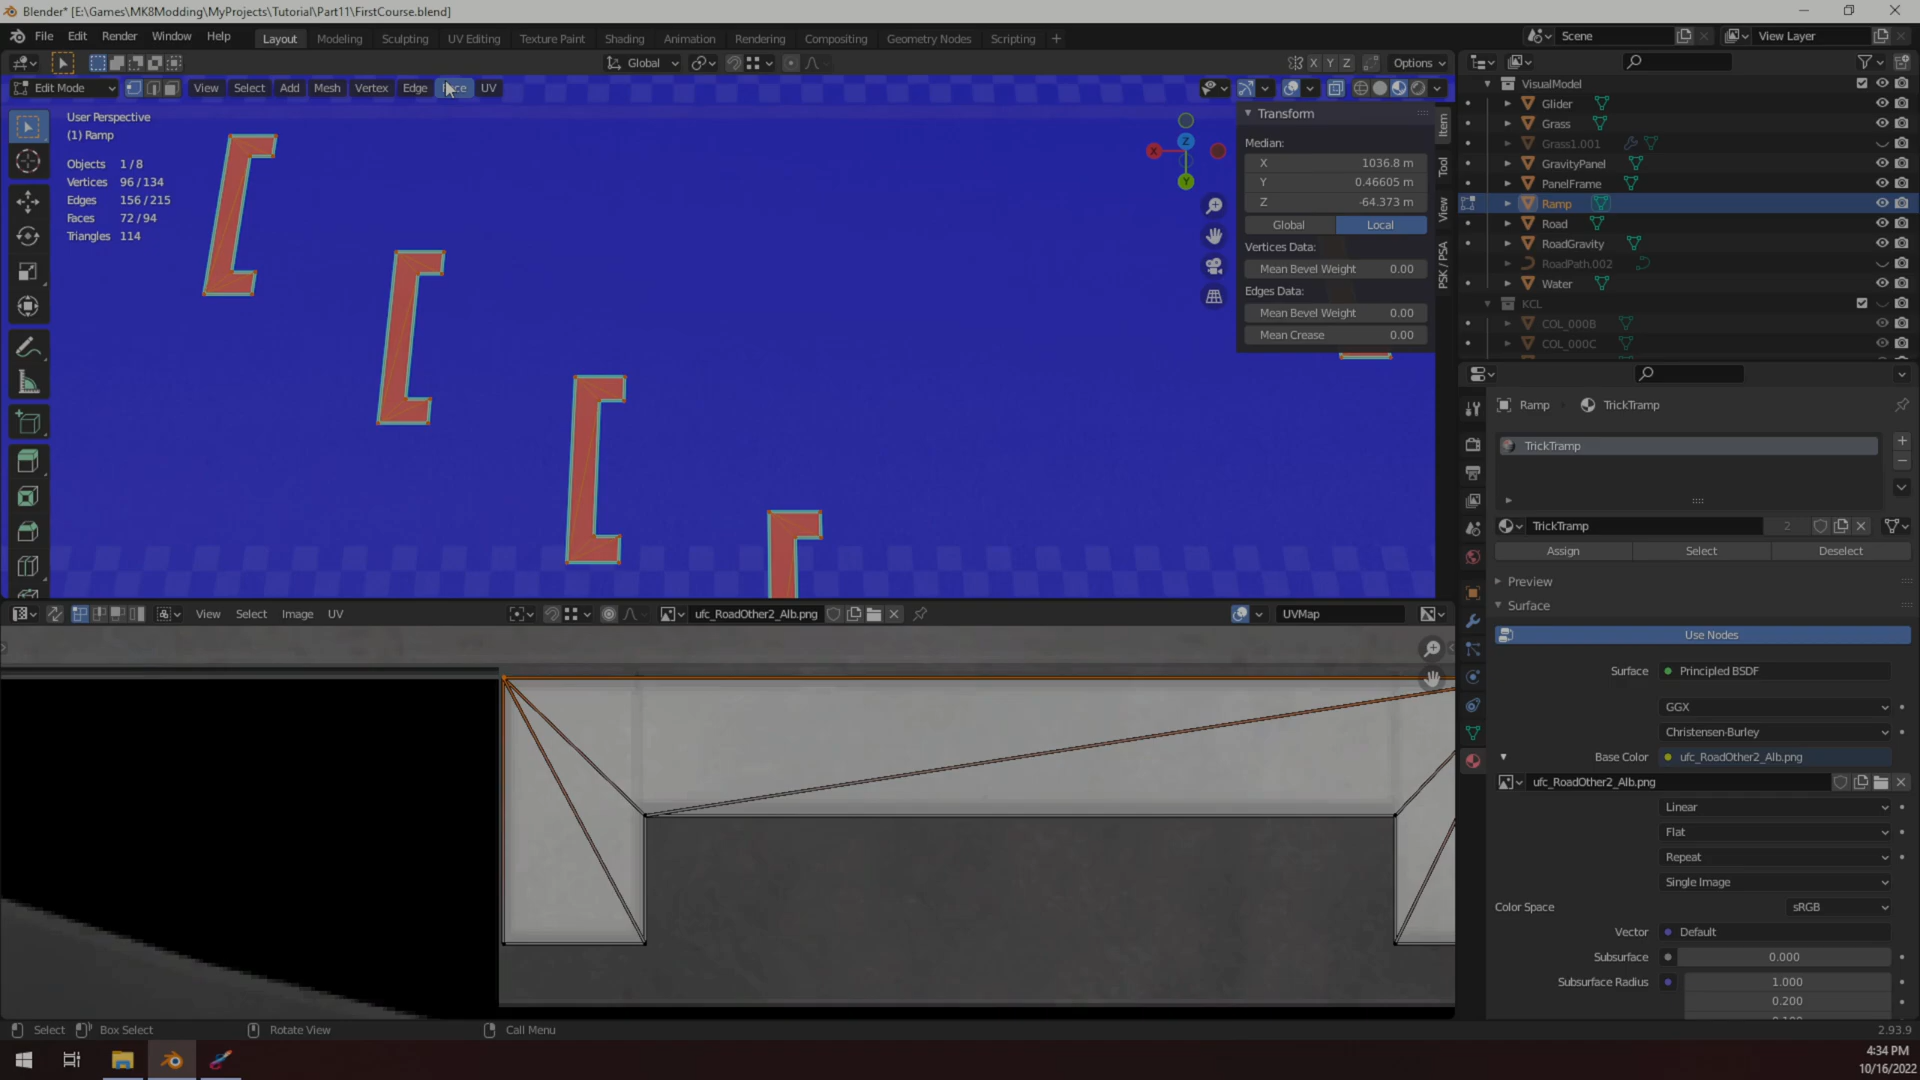 Blender* [E:\Games\MK8Modding\MyProjects\Tutorial\Part11\FirstCourse.blend]
File Edit Render Window Help Layout Modeling Sculpting UV Editing Texture Paint Shading Animation Rendering Compositing Geometry Nodes Scripting + Scene View Layer
Global X Y Z Options
Edit Mode View Select Add Mesh Vertex Edge UV
User Perspective
(1) Ramp
Objects 1/8
Vertices 96/134
Edges 156/215
Faces 72/94
Triangles 114
X Z Y
Transform
Median:
X 1036.8 m
Y 0.46605 m
Z -64.373 m
Global Local
Vertices Data:
Mean Bevel Weight 0.00
Edges Data:
Mean Bevel Weight 0.00
Mean Crease 0.00
Item
Tool
View
PSK / PSA
VisualModel
Glider
Grass
Grass1.001
GravityPanel
PanelFrame
Ramp
Road
RoadGravity
RoadPath.002
Water
KCL
COL_000B
COL_000C
Ramp TrickTramp
TrickTramp
TrickTramp 2
Assign Select Deselect
Preview
Surface
Use Nodes
Surface Principled BSDF
GGX
Christensen-Burley
Base Color ufc_RoadOther2_Alb.png
ufc_RoadOther2_Alb.png
Linear
Flat
Repeat
Single Image
Color Space sRGB
Vector Default
Subsurface 0.000
Subsurface Radius 1.000
0.200
View Select Image UV ufc_RoadOther2_Alb.png UVMap
Select Box Select Rotate View Call Menu 2.93.9
4:34 PM
10/16/2022